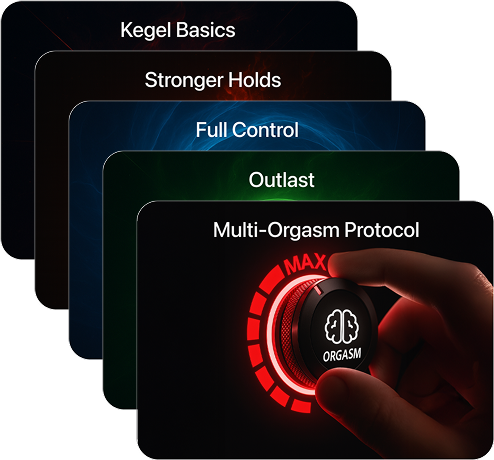 Kegel Basics
Stronger Holds
Full Control
Outlast
Multi-Orgasm Protocol
MAX
ORGASM